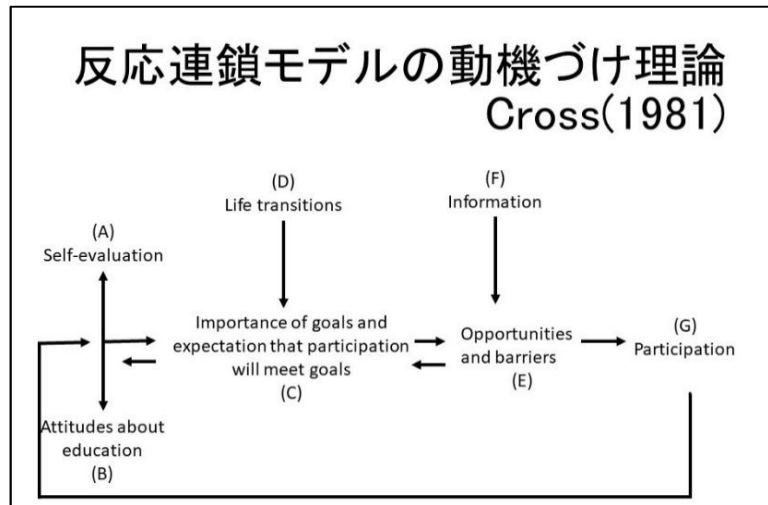 反応連鎖モデルの動機づけ理論
Cross(1981)
(D)
Life transitions
(F)
Information
(A)
Self-evaluation
Importance of goals and
expectation that participation
will meet goals
(C)
Opportunities
and barriers
(E)
(G)
Participation
Attitudes about
education
(B)